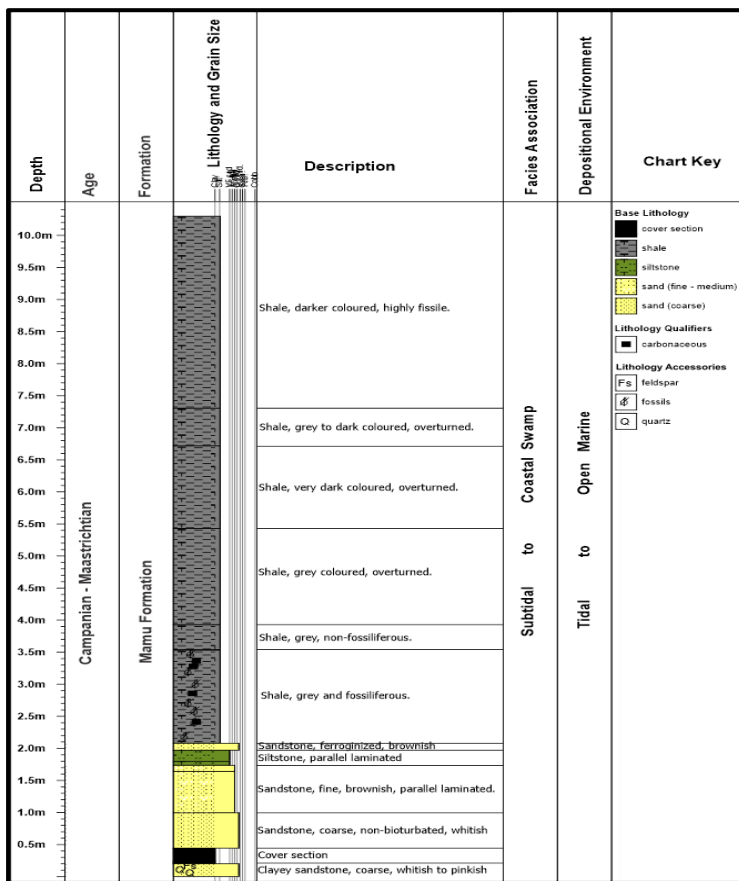 Depth
Age
Formation
Lithology and Grain Size
Description
Facies Association
Depositional Environment
Chart Key
Clay
Silt
Cobb.
10.0m
9.5m
9.0m
8.5m
8.0m
7.5m
7.0m
6.5m
6.0m
5.5m
5.0m
4.5m
4.0m
3.5m
3.0m
2.5m
2.0m
1.5m
1.0m
0.5m
Campanian - Maastrichtian
Mamu Formation
Shale, darker coloured, highly fissile.
Shale, grey to dark coloured, overturned.
Shale, very dark coloured, overturned.
Shale, grey coloured, overturned.
Shale, grey, non-fossiliferous.
Shale, grey and fossiliferous.
Sandstone, ferroginized, brownish
Siltstone, parallel laminated
Sandstone, fine, brownish, parallel laminated.
Sandstone, coarse, non-bioturbated, whitish
Cover section
Clayey sandstone, coarse, whitish to pinkish
Fs
Q
Q
Subtidal to Coastal Swamp
Tidal to Open Marine
Base Lithology
cover section
shale
siltstone
sand (fine - medium)
sand (coarse)
Lithology Qualifiers
carbonaceous
Lithology Accessories
Fs feldspar
fossils
Q quartz